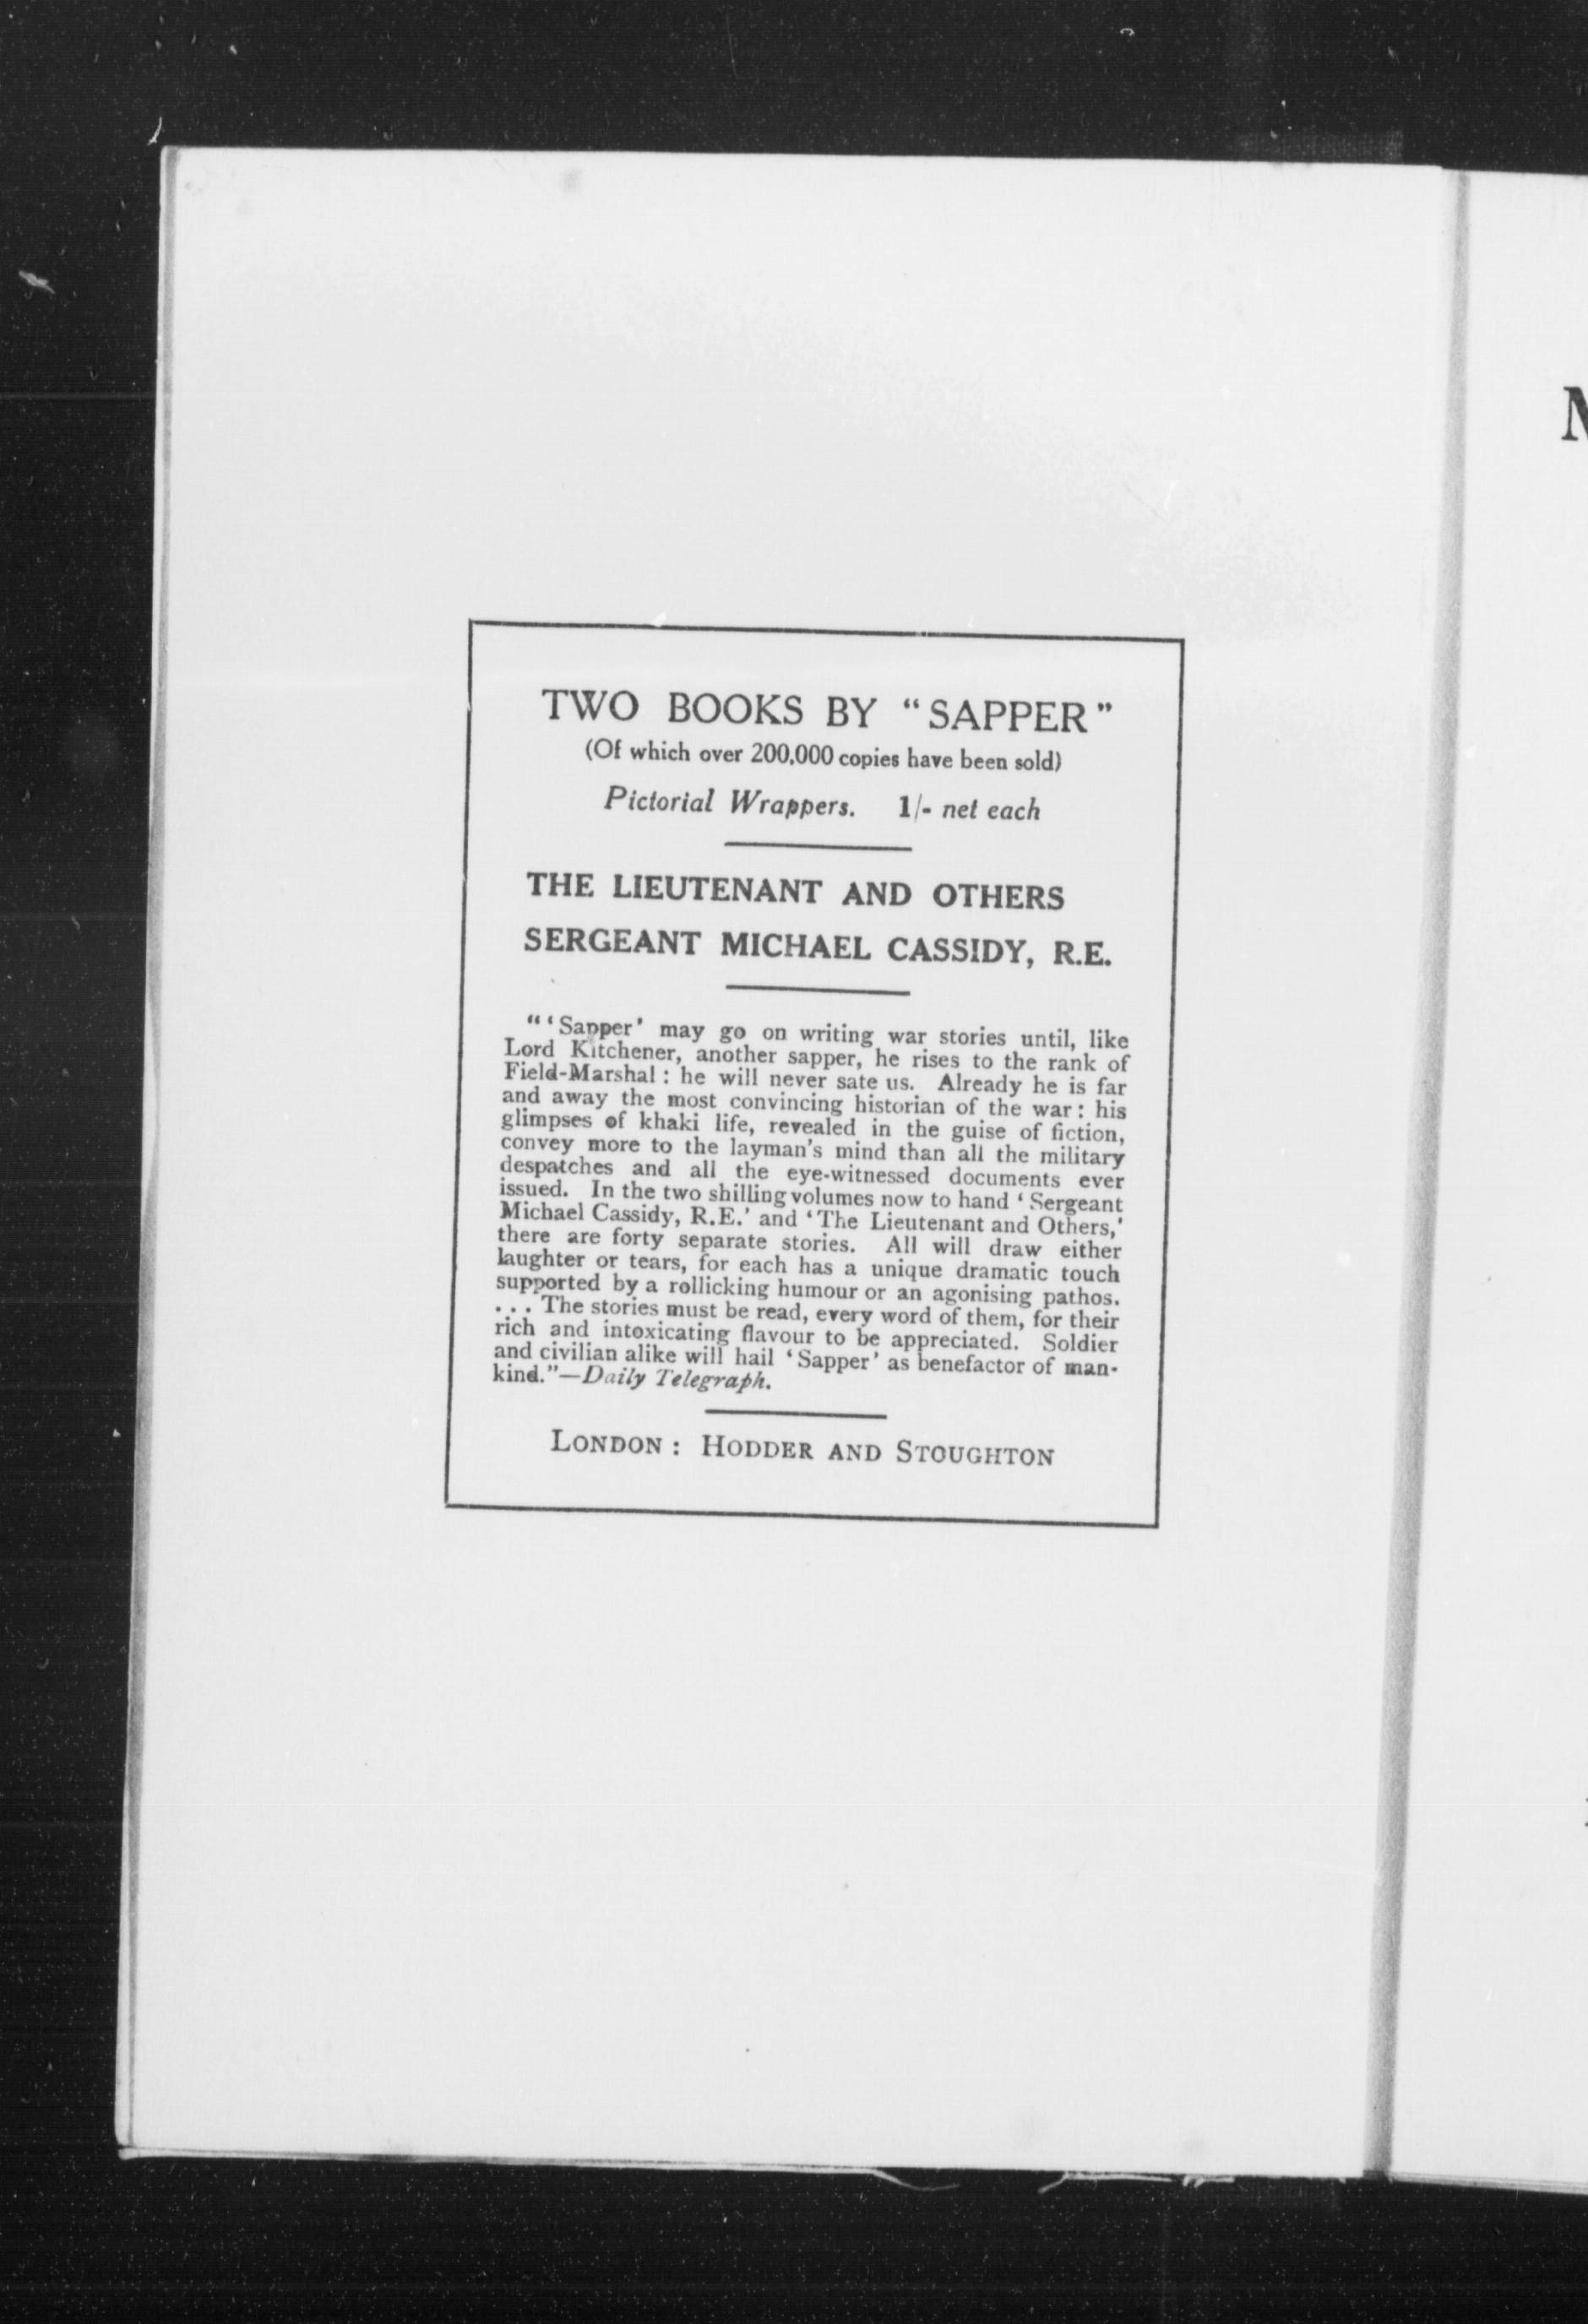 TWO BOOKS BY “SAPPER”
(Of which over 200,000 copies have been sold)
Pictorial Wrappers. 1/- net each
THE LIEUTENANT AND OTHERS
SERGEANT MICHAEL CASSIDY, R.E.
“‘Sapper’ may go on writing war stories until, like
Lord Kitchener, another sapper, he rises to the rank of
Field-Marshal : he will never sate us. Already he is far
and away the most convincing historian of the war : his
glimpses of khaki life, revealed in the guise of fiction,
convey more to the layman’s mind than all the military
despatches and all the eye-witnessed documents ever
issued. In the two shilling volumes now to hand ‘Sergeant
Michael Cassidy, R.E.’ and ‘The Lieutenant and Others,’
there are forty separate stories. All will draw either
laughter or tears, for each has a unique dramatic touch
supported by a rollicking humour or an agonising pathos.
. . . The stories must be read, every word of them, for their
rich and intoxicating flavour to be appreciated. Soldier
and civilian alike will hail ‘Sapper’ as benefactor of man-
kind.”—Daily Telegraph.
LONDON : HODDER AND STOUGHTON